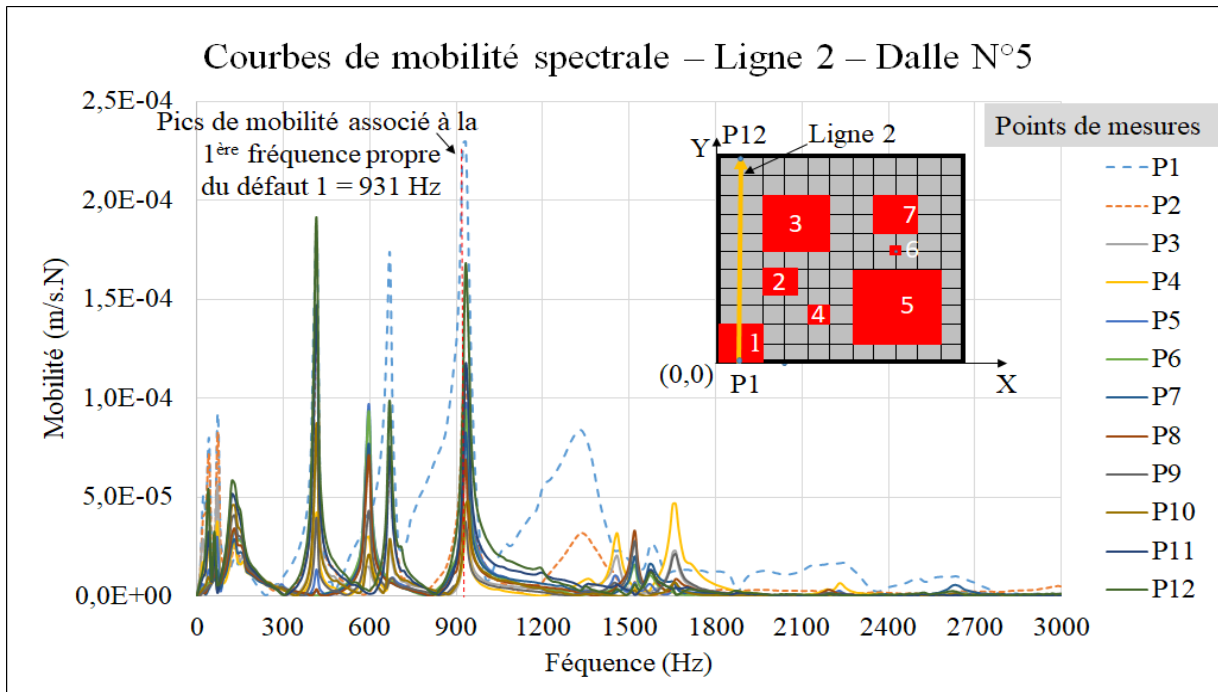 Courbes de mobilité spectrale – Ligne 2 – Dalle N°5
2,5E-04
2,0E-04
1,5E-04
1,0E-04
5,0E-05
0,0E+00
Mobilité (m/s.N)
Pics de mobilité associé à la
1ère fréquence propre
du défaut 1 = 931 Hz
Y
P12
Ligne 2
3
7
6
2
4
5
1
(0,0)
P1
X
Points de mesures
P1
P2
P3
P4
P5
P6
P7
P8
P9
P10
P11
P12
0 300 600 900 1200 1500 1800 2100 2400 2700 3000
Féquence (Hz)